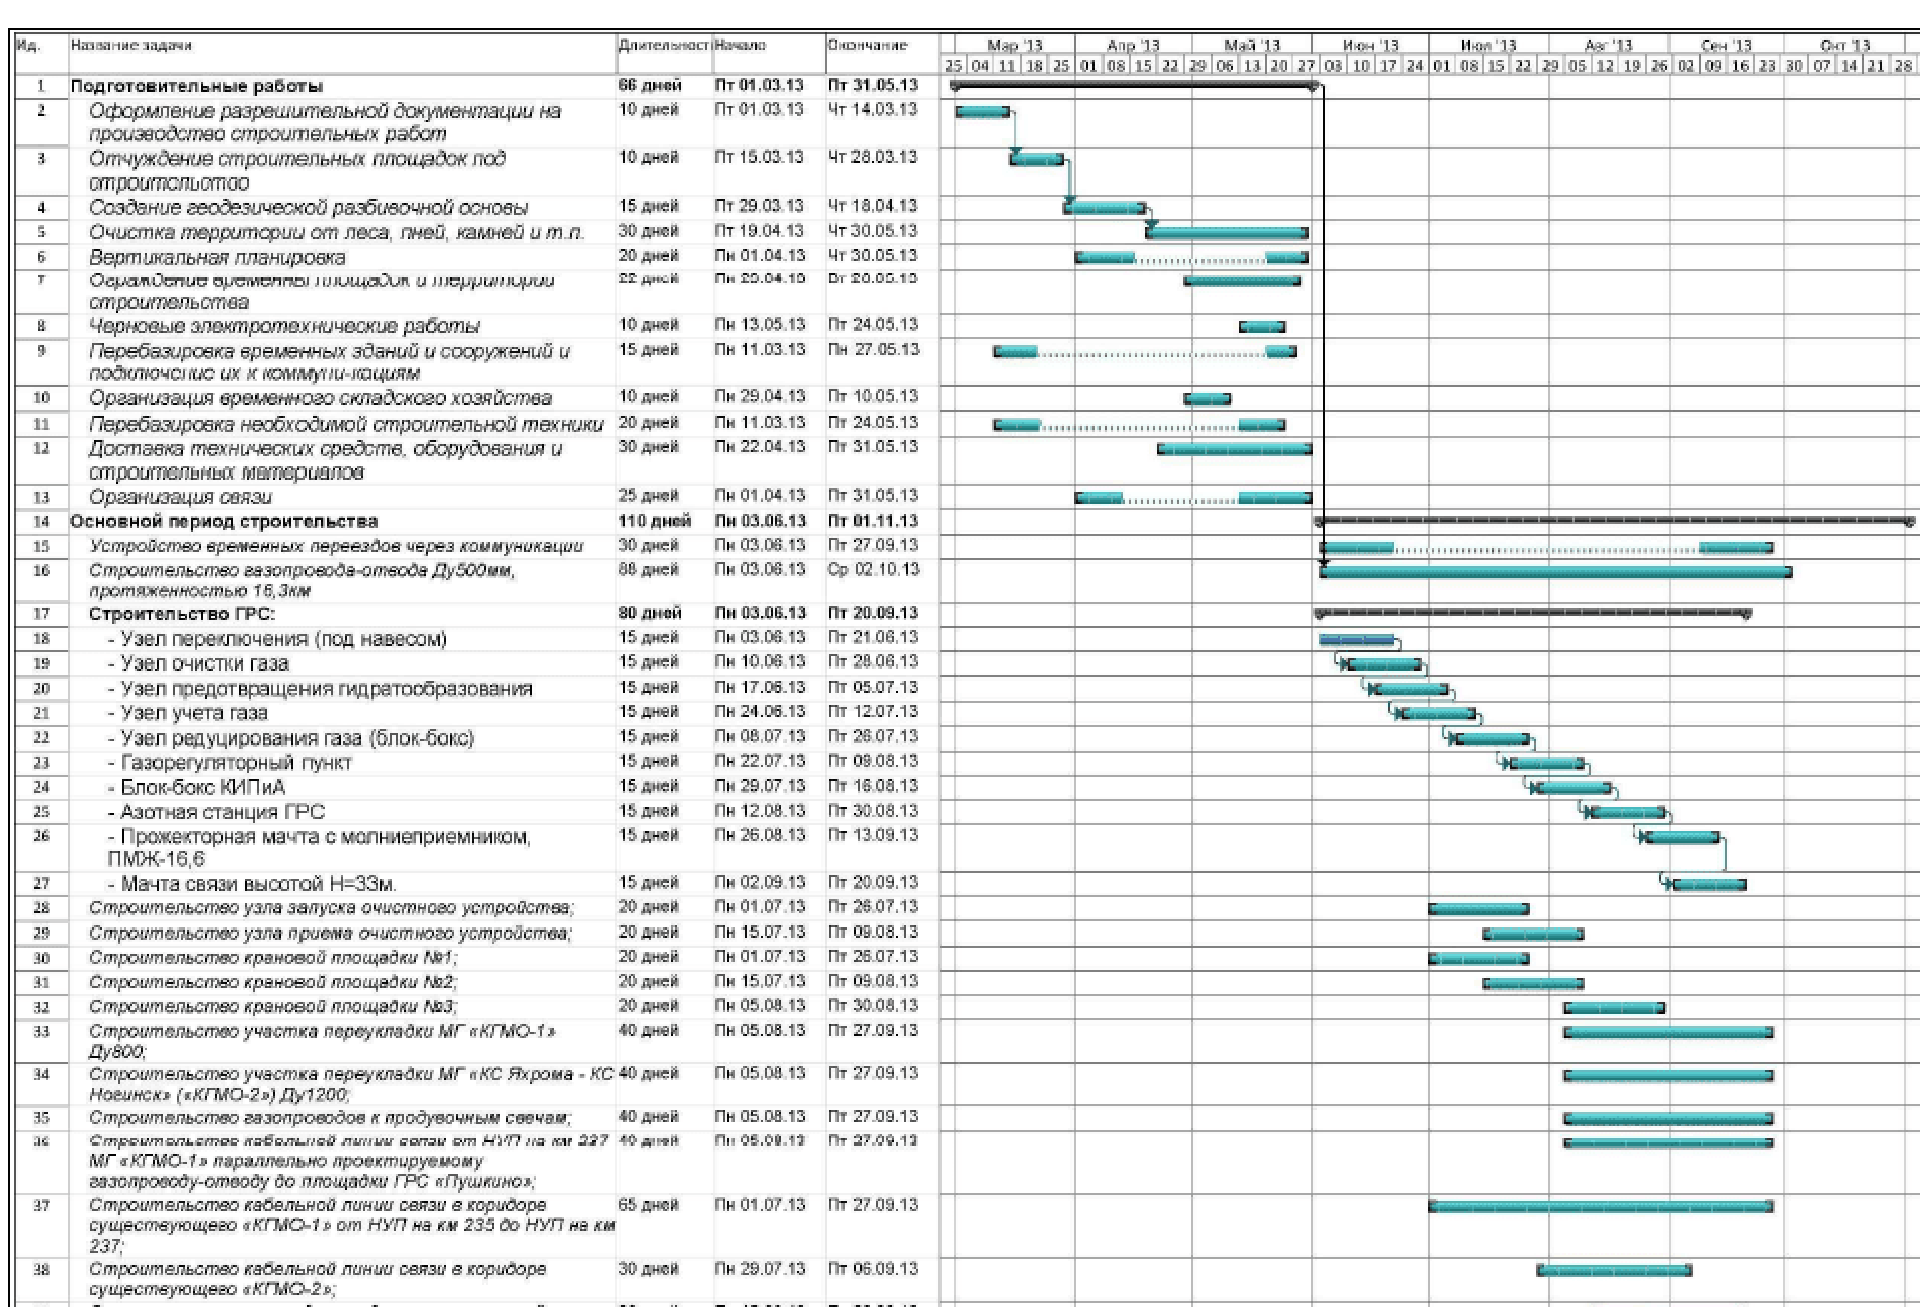 Ид. Название задачи Длительност Начало Окончание Мар '13 Апр '13 Май '13 Июн '13 Июл '13 Авг '13 Сен '13 Окт '13
25 04 11 18 25 01 08 15 22 29 06 13 20 27 03 10 17 24 01 08 15 22 29 05 12 19 26 02 09 16 23 30 07 14 21 28
1 Подготовительные работы 66 дней Пт 01.03.13 Пт 31.05.13
2 Оформление разрешительной документации на 10 дней Пт 01.03.13 Чт 14.03.13
производство строительных работ
3 Отчуждение строительных площадок под 10 дней Пт 15.03.13 Чт 28.03.13
строительство
4 Создание геодезической разбивочной основы 15 дней Пт 29.03.13 Чт 18.04.13
5 Очистка территории от леса, пней, камней и т.п. 30 дней Пт 19.04.13 Чт 30.05.13
6 Вертикальная планировка 20 дней Пн 01.04.13 Чт 30.05.13
7 Ограждение временны площадок и территории 22 дней Пн 29.04.13 Вт
строительства
8 Черновые электротехнические работы 10 дней Пн 13.05.13 Пт 24.05.13
9 Перебазировка временных зданий и сооружений и 15 дней Пн 11.03.13 Пн 27.05.13
подключение их к коммуни-кациям
10 Организация временного складского хозяйства 10 дней Пн 29.04.13 Пт 10.05.13
11 Перебазировка необходимой строительной техники 20 дней Пн 11.03.13 Пт 24.05.13
12 Доставка технических средств, оборудования и 30 дней Пн 22.04.13 Пт 31.05.13
строительных материалов
13 Организация связи 25 дней Пн 01.04.13 Пт 31.05.13
14 Основной период строительства 110 дней Пн 03.06.13 Пт 01.11.13
15 Устройство временных переездов через коммуникации 30 дней Пн 03.06.13 Пт 27.09.13
16 Строительство газопровода-отвода Ду500мм, 88 дней Пн 03.06.13 Ср 02.10.13
протяженностью 16,3км
17 Строительство ГРС: 80 дней Пн 03.06.13 Пт 20.09.13
18 - Узел переключения (под навесом) 15 дней Пн 03.06.13 Пт 21.06.13
19 - Узел очистки газа 15 дней Пн 10.06.13 Пт 28.06.13
20 - Узел предотвращения гидратообразования 15 дней Пн 17.06.13 Пт 05.07.13
21 - Узел учета газа 15 дней Пн 24.06.13 Пт 12.07.13
22 - Узел редуцирования газа (блок-бокс) 15 дней Пн 08.07.13 Пт 26.07.13
23 - Газорегуляторный пункт 15 дней Пн 22.07.13 Пт 09.08.13
24 - Блок-бокс КИПиА 15 дней Пн 29.07.13 Пт 16.08.13
25 - Азотная станция ГРС 15 дней Пн 12.08.13 Пт 30.08.13
26 - Прожекторная мачта с молниеприемником, 15 дней Пн 26.08.13 Пт 13.09.13
ПМЖ-16,6
27 - Мачта связи высотой Н=33м. 15 дней Пн 02.09.13 Пт 20.09.13
28 Строительство узла запуска очистного устройства; 20 дней Пн 01.07.13 Пт 26.07.13
29 Строительство узла приема очистного устройства; 20 дней Пн 15.07.13 Пт 09.08.13
30 Строительство крановой площадки №1; 20 дней Пн 01.07.13 Пт 26.07.13
31 Строительство крановой площадки №2; 20 дней Пн 15.07.13 Пт 09.08.13
32 Строительство крановой площадки №3; 20 дней Пн 05.08.13 Пт 30.08.13
33 Строительство участка переукладки МГ «КГМО-1» 40 дней Пн 05.08.13 Пт 27.09.13
Ду800;
34 Строительство участка переукладки МГ «КС Яхрома - КС 40 дней Пн 05.08.13 Пт 27.09.13
Ногинск» («КГМО-2») Ду1200;
35 Строительство газопроводов к продувочным свечам; 40 дней Пн 05.08.13 Пт 27.09.13
36 Строительство кабельной линии связи от НУП на км 237 40 дней Пн 05.08.13 Пт 27.09.13
МГ «КГМО-1» параллельно проектируемому
газопроводу-отводу до площадки ГРС «Пушкино»;
37 Строительство кабельной линии связи в коридоре 65 дней Пн 01.07.13 Пт 27.09.13
существующего «КГМО-1» от НУП на км 235 до НУП на км
237;
38 Строительство кабельной линии связи в коридоре 30 дней Пн 29.07.13 Пт 06.09.13
существующего «КГМО-2»;